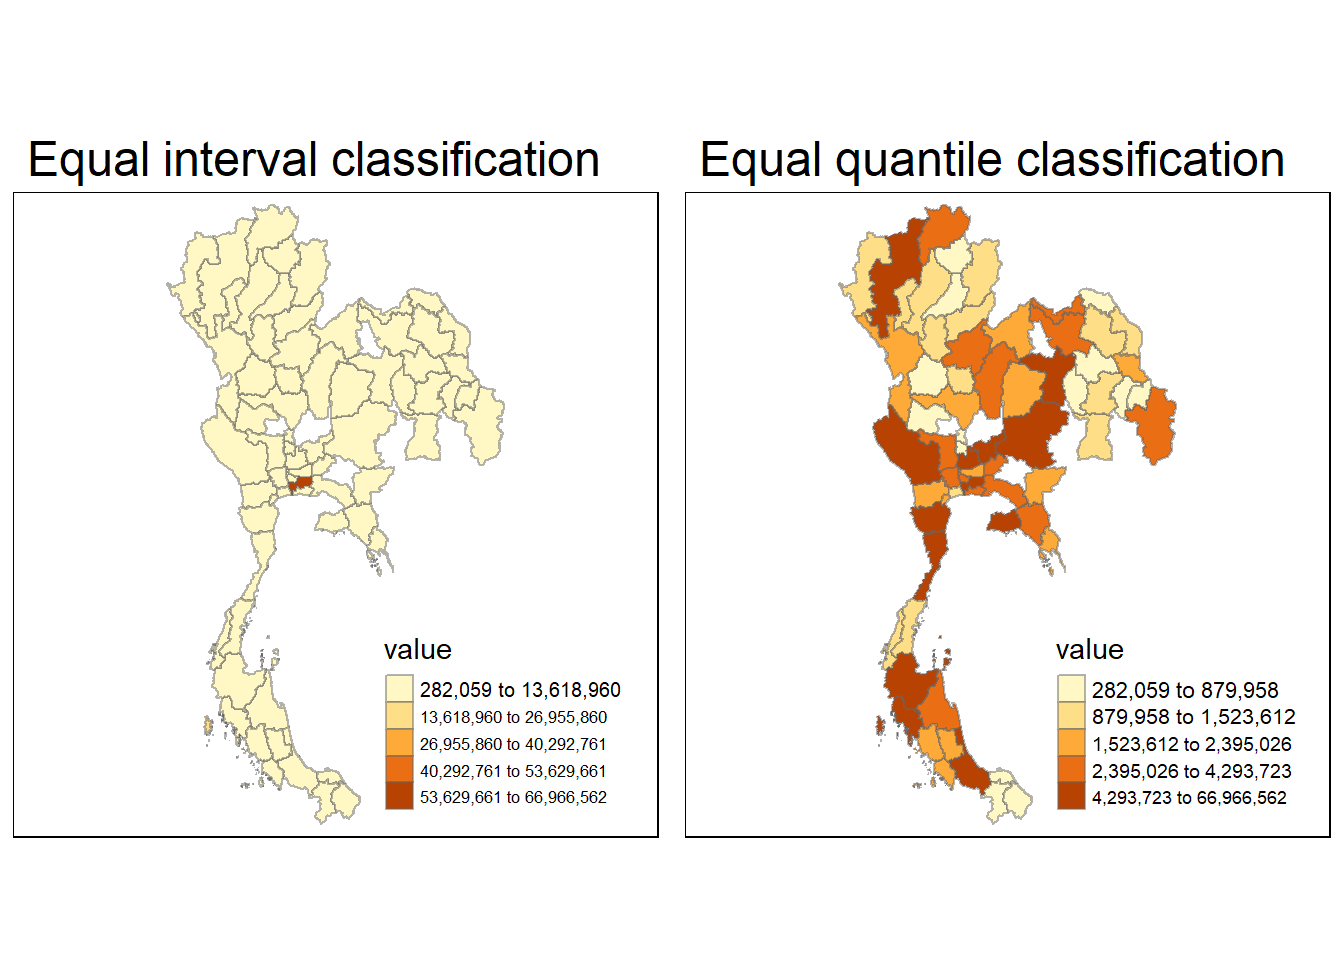 Equal interval classification
value
282,059 to 13,618,960
13,618,960 to 26,955,860
26,955,860 to 40,292,761
40,292,761 to 53,629,661
53,629,661 to 66,966,562
Equal quantile classification
value
282,059 to 879,958
879,958 to 1,523,612
1,523,612 to 2,395,026
2,395,026 to 4,293,723
4,293,723 to 66,966,562